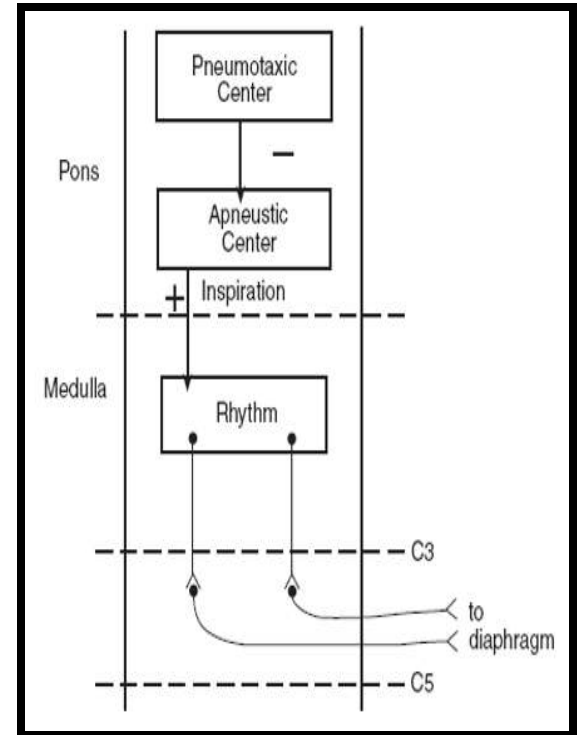 Pneumotaxic
Center
−
Pons
Apneustic
Center
+ Inspiration
Medulla
Rhythm
C3
to
diaphragm
C5